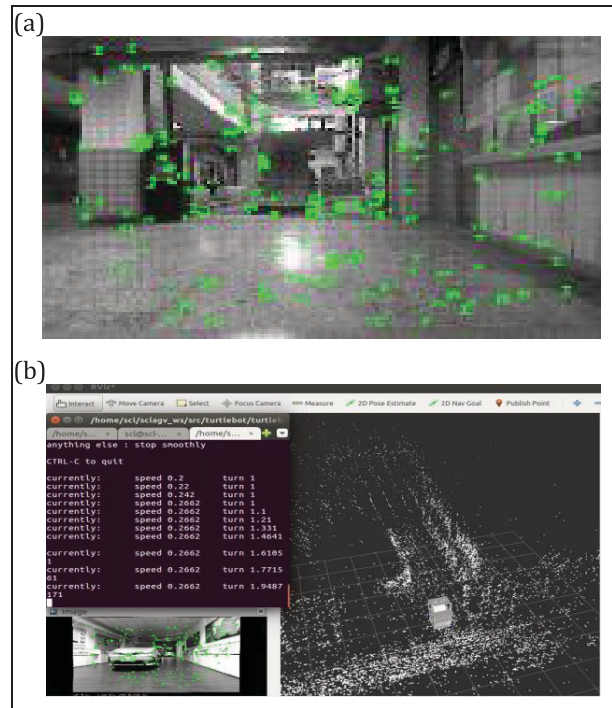 (a)
(b)
RViz*
Interact Move Camera Select Focus Camera Measure 2D Pose Estimate 2D Nav Goal Publish Point
/home/scl/sclagv_ws/src/turtlebot/turtleb
/home/s... scl@scl-... /home/s...
anything else : stop smoothly
CTRL-C to quit
currently: speed 0.2 turn 1
currently: speed 0.22 turn 1
currently: speed 0.242 turn 1
currently: speed 0.2662 turn 1
currently: speed 0.2662 turn 1.1
currently: speed 0.2662 turn 1.21
currently: speed 0.2662 turn 1.331
currently: speed 0.2662 turn 1.4641
currently: speed 0.2662 turn 1.6105
1
currently: speed 0.2662 turn 1.7715
61
currently: speed 0.2662 turn 1.9487
171
Image